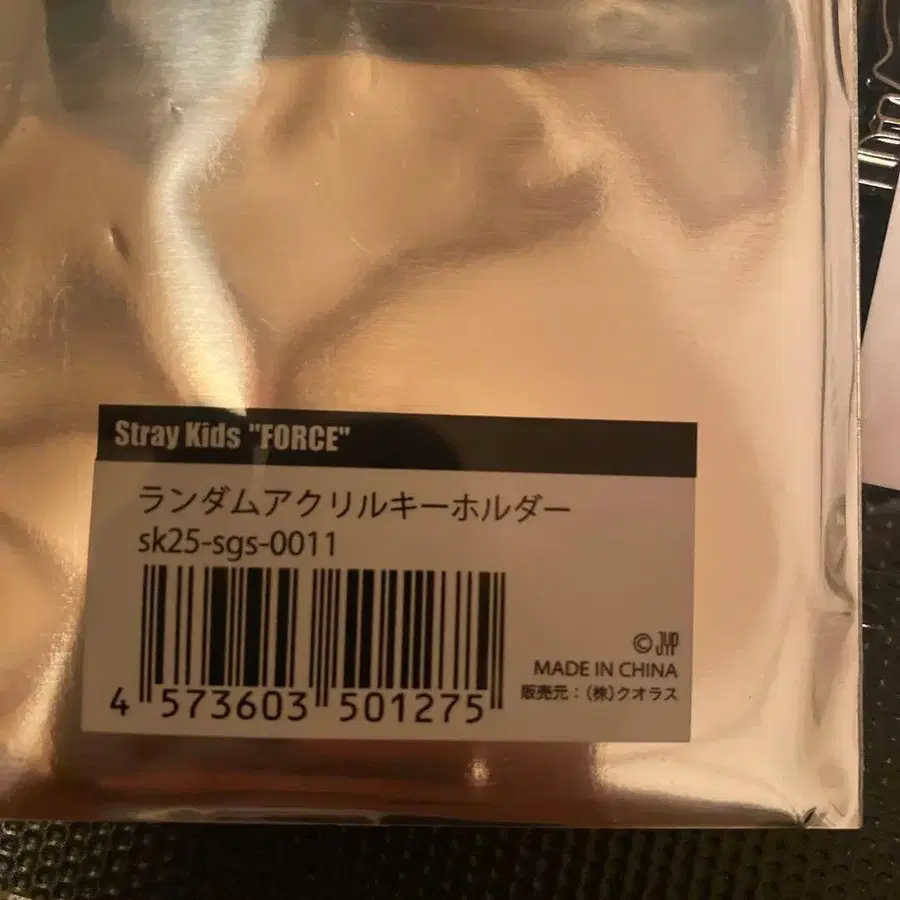 Stray Kids "FORCE"
ランダムアクリルキーホルダー
sk25-sgs-0011
4 573603 501275
© JYP
MADE IN CHINA
販売元：(株)クオラス